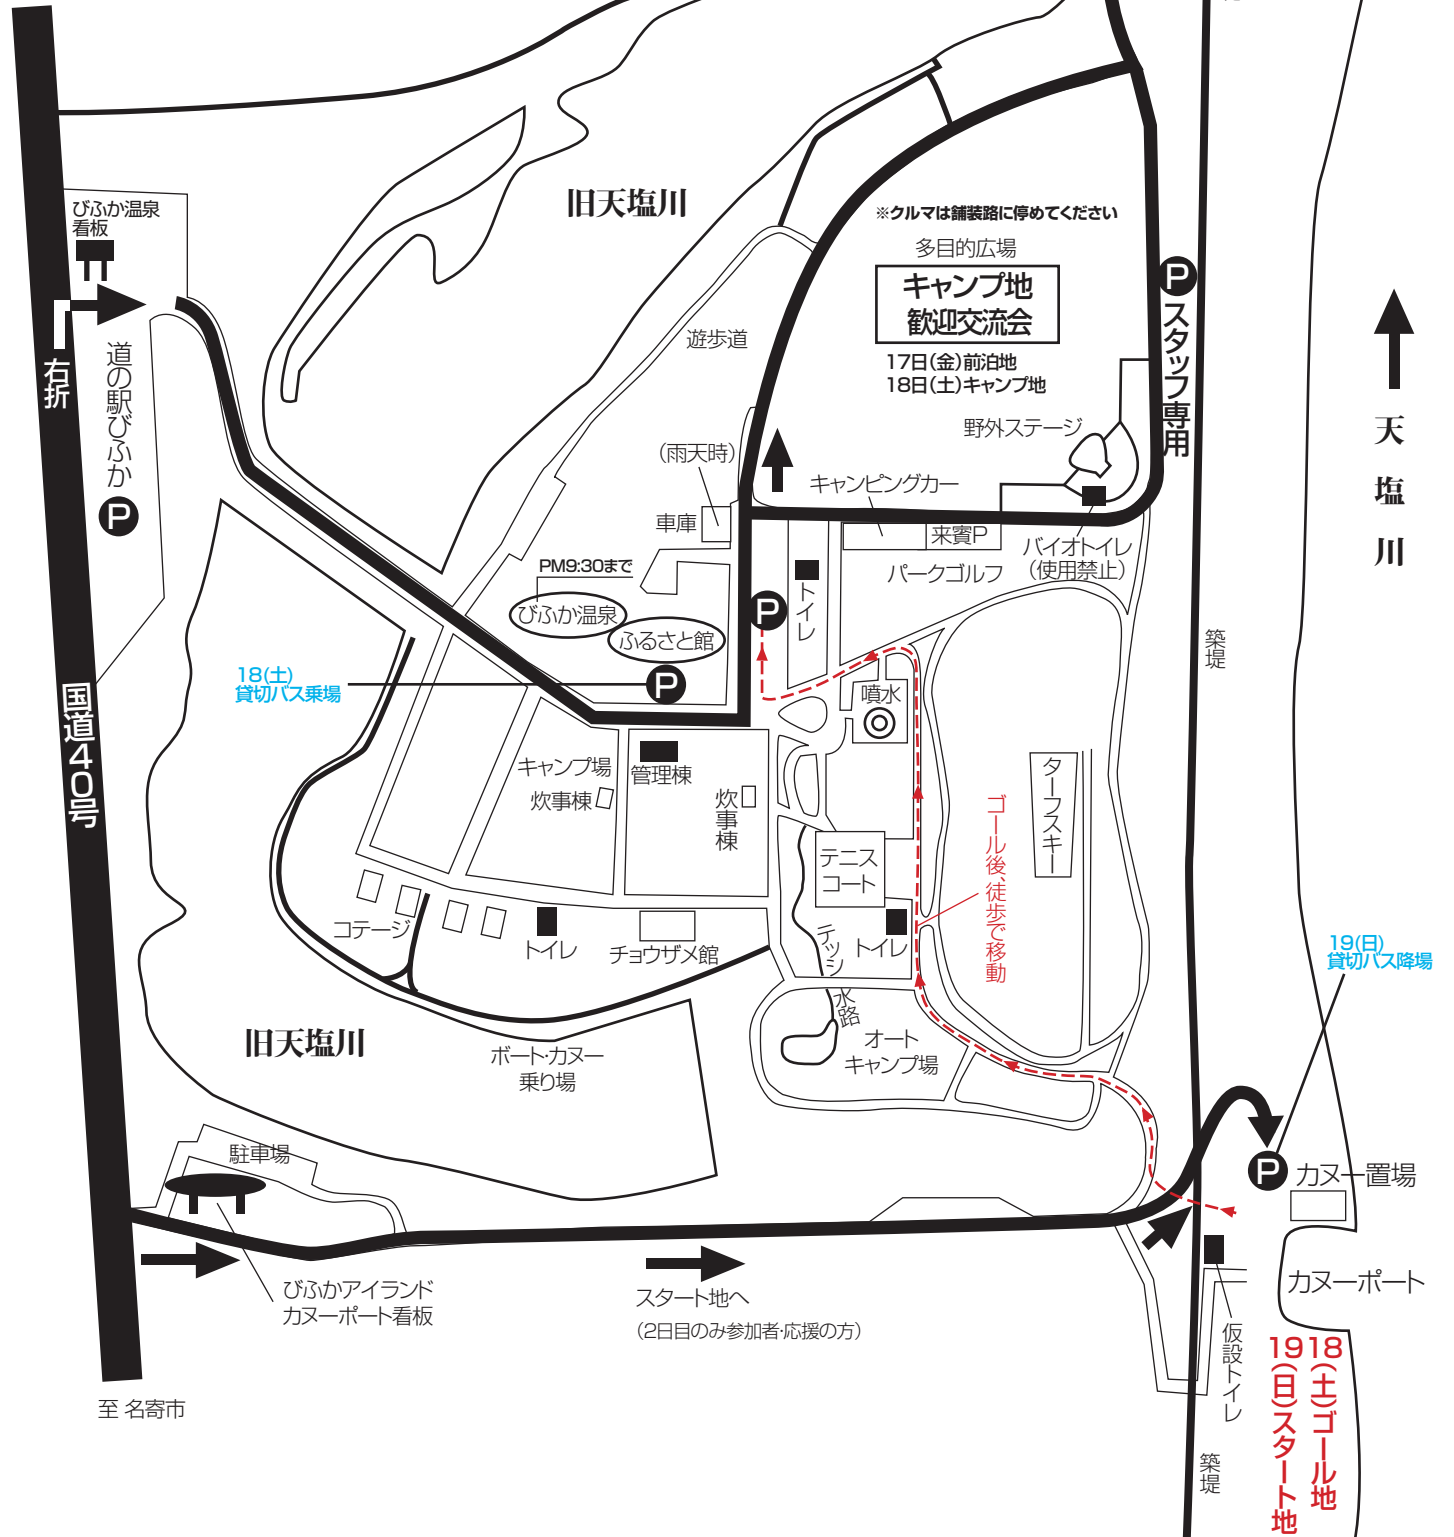 びふか温泉
看板
右折
道の駅びふか
P
国道40号
旧天塩川
※クルマは舗装路に停めてください
多目的広場
キャンプ地
歓迎交流会
17日(金)前泊地
18日(土)キャンプ地
P
スタッフ専用
天塩川
遊歩道
野外ステージ
(雨天時)
キャンピングカー
車庫
来賓P
バイオトイレ
(使用禁止)
パークゴルフ
PM9:30まで
びふか温泉
ふるさと館
P
P
トイレ
18(土)
貸切バス乗場
築堤
噴水
キャンプ場
炊事棟
管理棟
炊事棟
ターフスキー
ゴール後、徒歩で移動
テニス
コート
コテージ
トイレ
チョウザメ館
テッシ
水路
トイレ
19(日)
貸切バス降場
旧天塩川
ボート・カヌー
乗り場
オート
キャンプ場
駐車場
P
カヌー置場
びふかアイランド
カヌーポート看板
スタート地へ
(2日目のみ参加者・応援の方)
カヌーポート
仮設トイレ
18(土)ゴール地
19(日)スタート地
至 名寄市
築堤